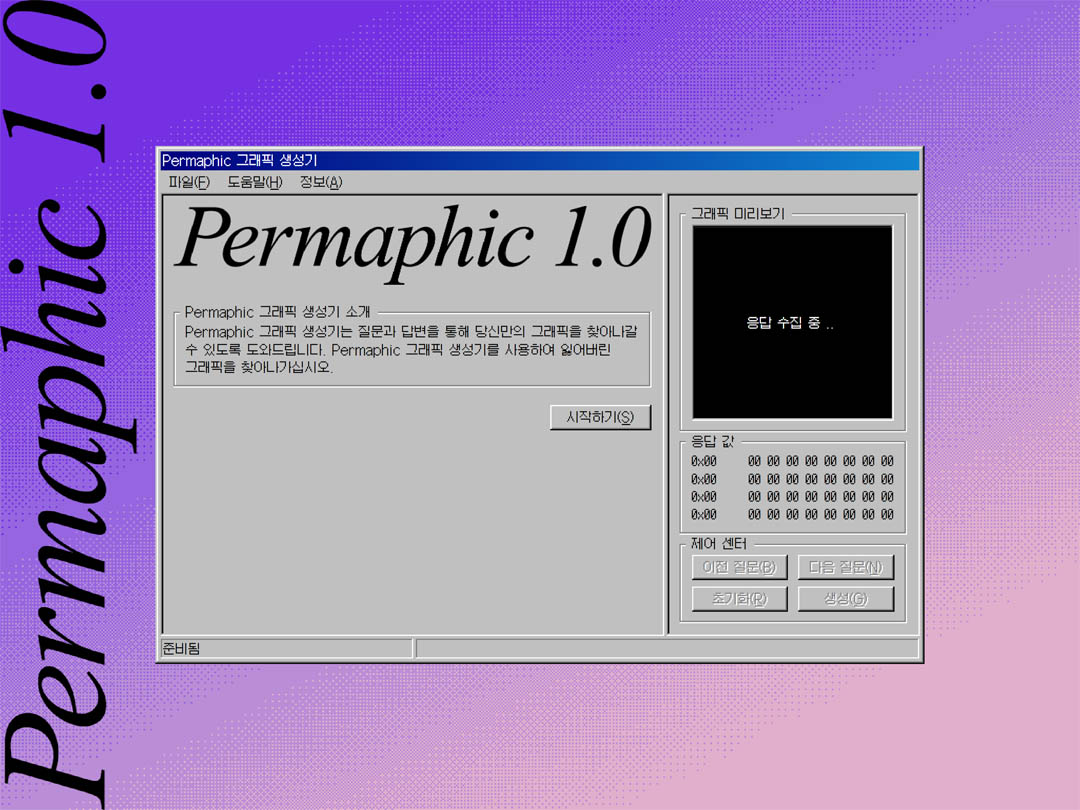 Permaphic 1.0
Permaphic 그래픽 생성기
파일(F) 도움말(H) 정보(A)
Permaphic 1.0
Permaphic 그래픽 생성기 소개
Permaphic 그래픽 생성기는 질문과 답변을 통해 당신만의 그래픽을 찾아나갈
수 있도록 도와드립니다. Permaphic 그래픽 생성기를 사용하여 잃어버린
그래픽을 찾아나가십시오.
시작하기(S)
그래픽 미리보기
응답 수집 중 ..
응답 값
0x00 00 00 00 00 00 00 00 00
0x00 00 00 00 00 00 00 00 00
0x00 00 00 00 00 00 00 00 00
0x00 00 00 00 00 00 00 00 00
제어 센터
이전 질문(B) 다음 질문(N)
초기화(R) 생성(G)
준비됨